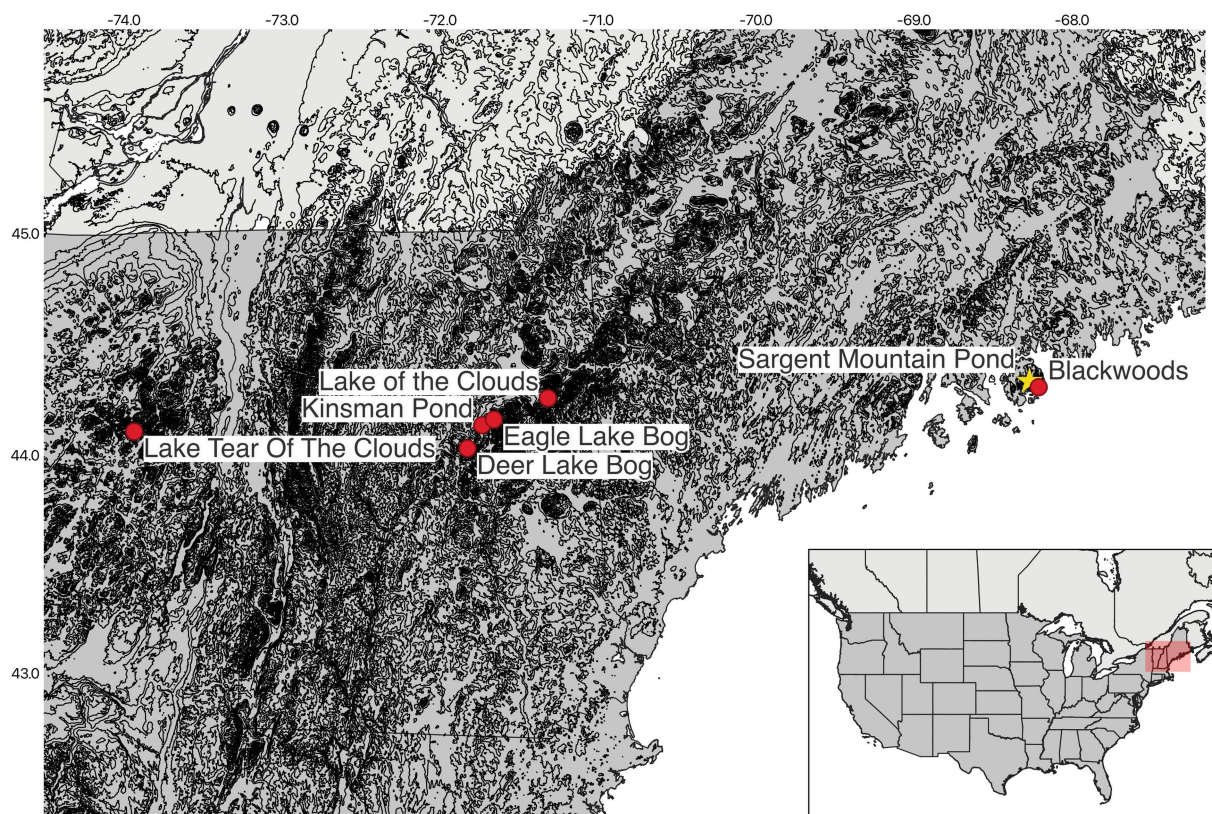 -74.0
-73.0
-72.0
-71.0
-70.0
-69.0
-68.0
45.0
Sargent Mountain Pond
Blackwoods
Lake of the Clouds
Kinsman Pond
Eagle Lake Bog
Lake Tear Of The Clouds
44.0
Deer Lake Bog
43.0